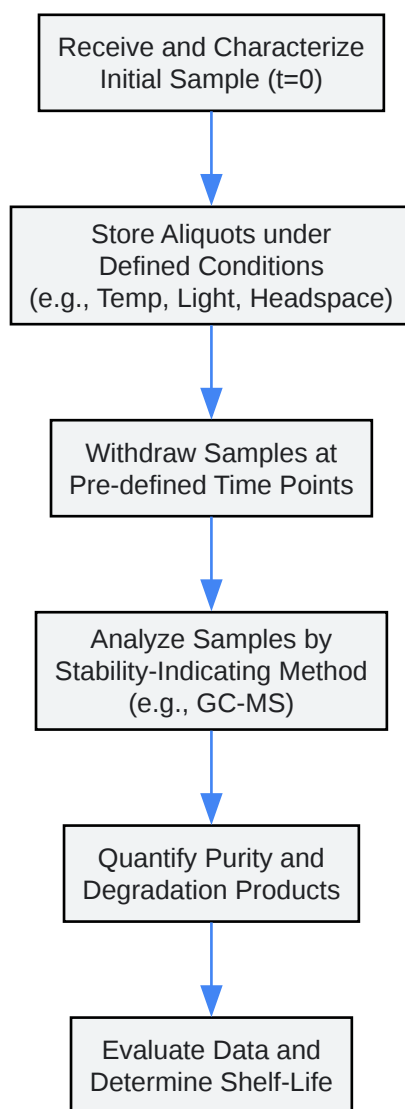 Receive and Characterize
Initial Sample (t=0)
Store Aliquots under
Defined Conditions
(e.g., Temp, Light, Headspace)
Withdraw Samples at
Pre-defined Time Points
Analyze Samples by
Stability-Indicating Method
(e.g., GC-MS)
Quantify Purity and
Degradation Products
Evaluate Data and
Determine Shelf-Life